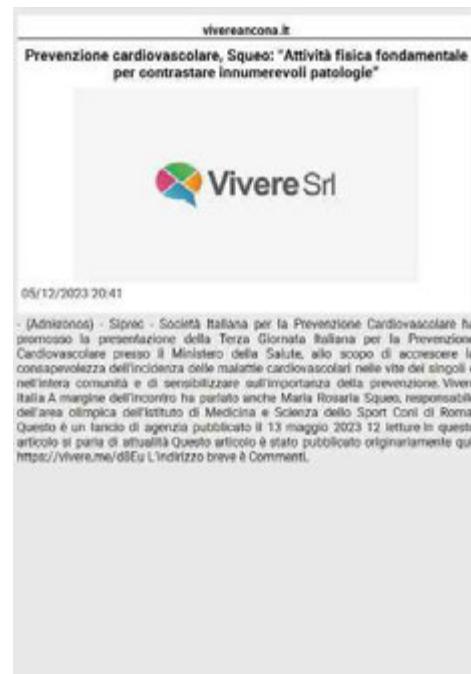 vivereancona.it
Prevenzione cardiovascolare, Squeo: "Attività fisica fondamentale
per contrastare innumerevoli patologie"
Vivere Srl
05/12/2023 20:41
- (Adnkronos) - Siprec - Società Italiana per la Prevenzione Cardiovascolare ha
promosso la presentazione della Terza Giornata Italiana per la Prevenzione
Cardiovascolare presso il Ministero della Salute, allo scopo di accrescere la
consapevolezza dell'incidenza delle malattie cardiovascolari nelle vite dei singoli e
nell'intera comunità e di sensibilizzare sull'importanza della prevenzione. Vivere
Italia A margine dell'incontro ha parlato anche Maria Rosaria Squeo, responsabile
dell'area olimpica dell'Istituto di Medicina e Scienza dello Sport Coni di Roma.
Questo è un lancio di agenzia pubblicato il 13 maggio 2023 12 letture In questo
articolo si parla di attualità Questo articolo è stato pubblicato originariamente qui:
https://vivere.me/d8Eu L'indirizzo breve è Commenti.